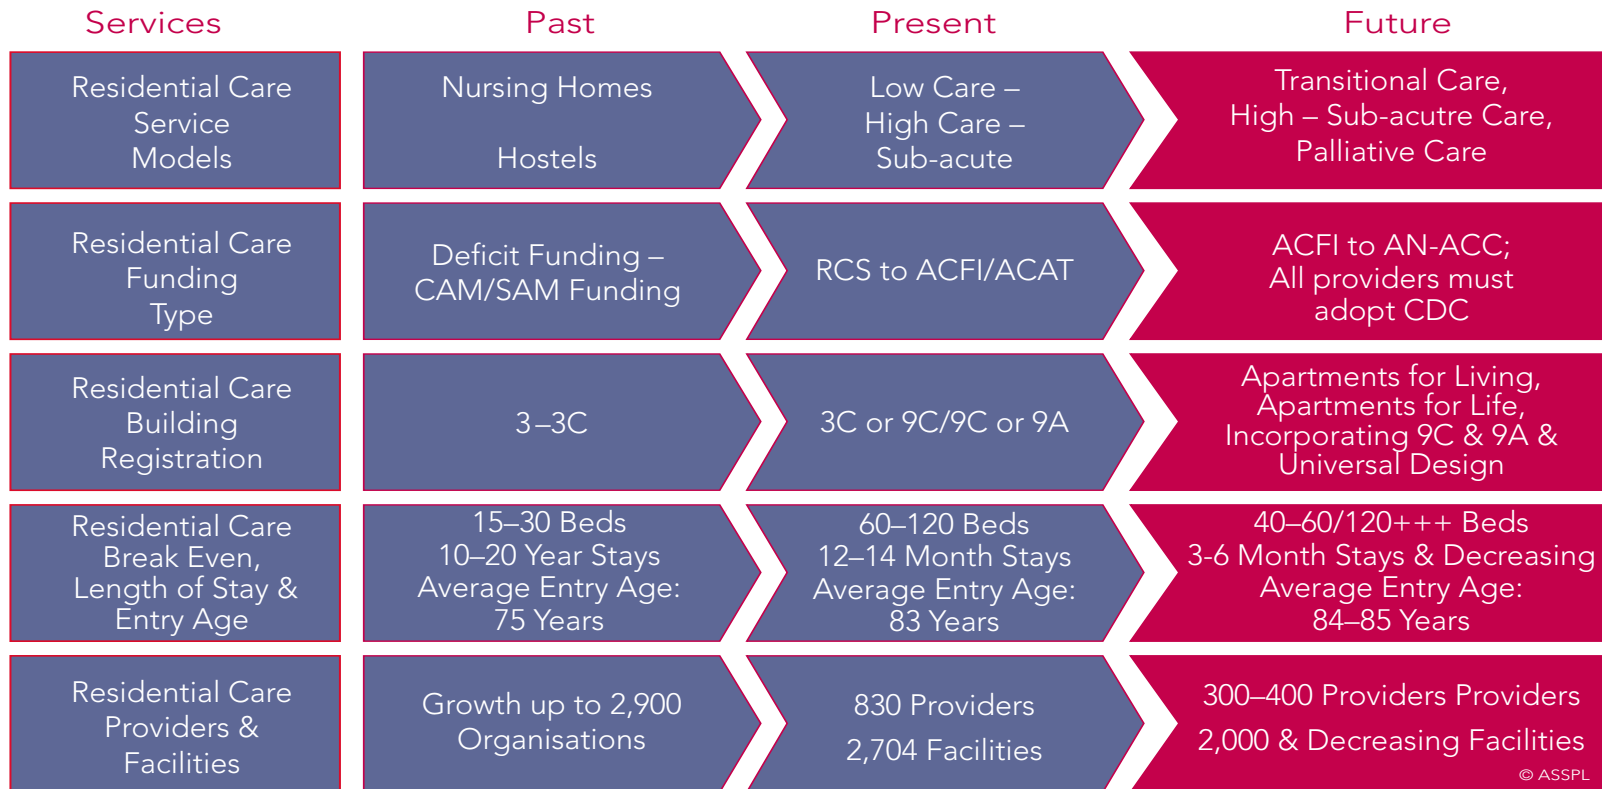 Services
Past
Present
Future
Residential Care
Service
Models
Nursing Homes
Hostels
Low Care –
High Care –
Sub-acute
Transitional Care,
High – Sub-acutre Care,
Palliative Care
Residential Care
Funding
Type
Deficit Funding –
CAM/SAM Funding
RCS to ACFI/ACAT
ACFI to AN-ACC;
All providers must
adopt CDC
Residential Care
Building
Registration
3–3C
3C or 9C/9C or 9A
Apartments for Living,
Apartments for Life,
Incorporating 9C & 9A &
Universal Design
Residential Care
Break Even,
Length of Stay &
Entry Age
15–30 Beds
10–20 Year Stays
Average Entry Age:
75 Years
60–120 Beds
12–14 Month Stays
Average Entry Age:
83 Years
40–60/120+++ Beds
3-6 Month Stays & Decreasing
Average Entry Age:
84–85 Years
Residential Care
Providers &
Facilities
Growth up to 2,900
Organisations
830 Providers
2,704 Facilities
300–400 Providers Providers
2,000 & Decreasing Facilities
© ASSPL